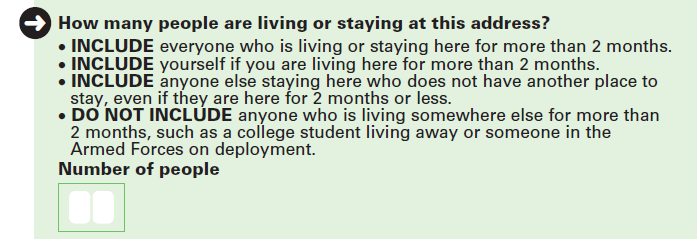 How many people are living or staying at this address?
• INCLUDE everyone who is living or staying here for more than 2 months.
• INCLUDE yourself if you are living here for more than 2 months.
• INCLUDE anyone else staying here who does not have another place to
stay, even if they are here for 2 months or less.
• DO NOT INCLUDE anyone who is living somewhere else for more than
2 months, such as a college student living away or someone in the
Armed Forces on deployment.
Number of people